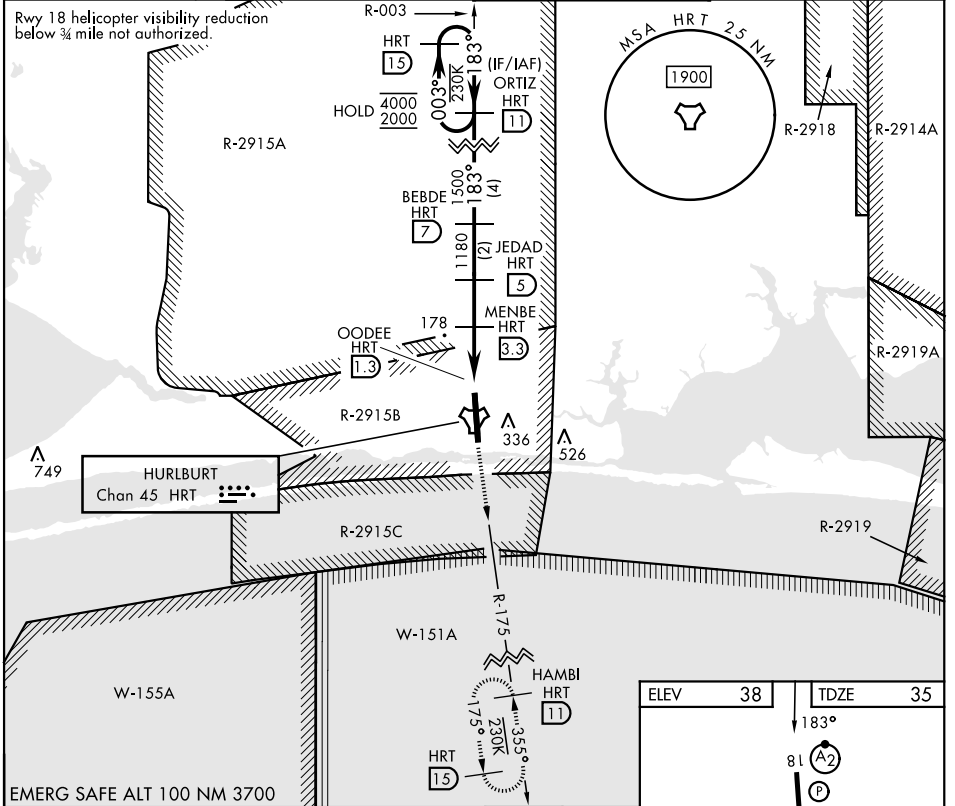 Rwy 18 helicopter visibility reduction
below ¾ mile not authorized.
R-003
HRT
15
003°
230K
183°
(IF/IAF)
ORTIZ
HRT
11
HOLD
4000
2000
MSA HRT 25 NM
1900
R-2918
R-2914A
R-2915A
1500
183°
(4)
BEBDE
HRT
7
1180
(2)
JEDAD
HRT
5
MENBE
HRT
3.3
178
OODEE
HRT
1.3
R-2919A
R-2915B
336
526
749
HURLBURT
Chan 45 HRT
R-2915C
R-2919
R-175
W-151A
W-155A
HAMBI
HRT
11
175°
230K
355°
HRT
15
ELEV 38
TDZE 35
183°
18
A2
P
EMERG SAFE ALT 100 NM 3700